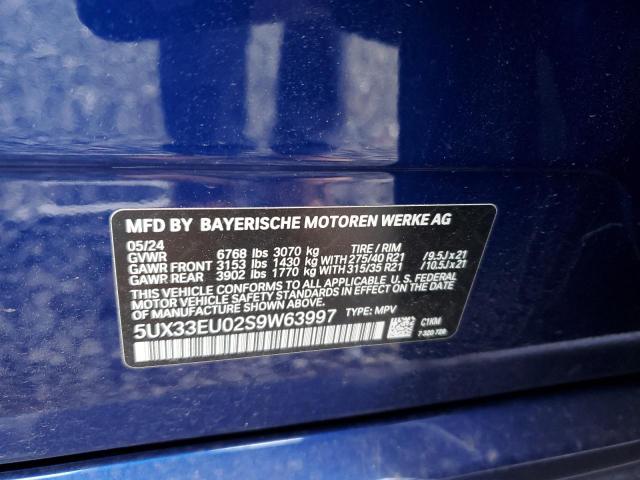 MFD BY BAYERISCHE MOTOREN WERKE AG
05/24 TIRE / RIM
GVWR 6768 lbs 3070 kg
GAWR FRONT 3153 lbs 1430 kg WITH 275/40 R21 / 9.5J x 21
GAWR REAR 3902 lbs 1770 kg WITH 315/35 R21 / 10.5J x 21
THIS VEHICLE CONFORMS TO ALL APPLICABLE U.S. FEDERAL
MOTOR VEHICLE SAFETY STANDARDS IN EFFECT ON THE DATE OF
MANUFACTURE SHOWN ABOVE.
5UX33EU02S9W63997 TYPE: MPV
C1KM